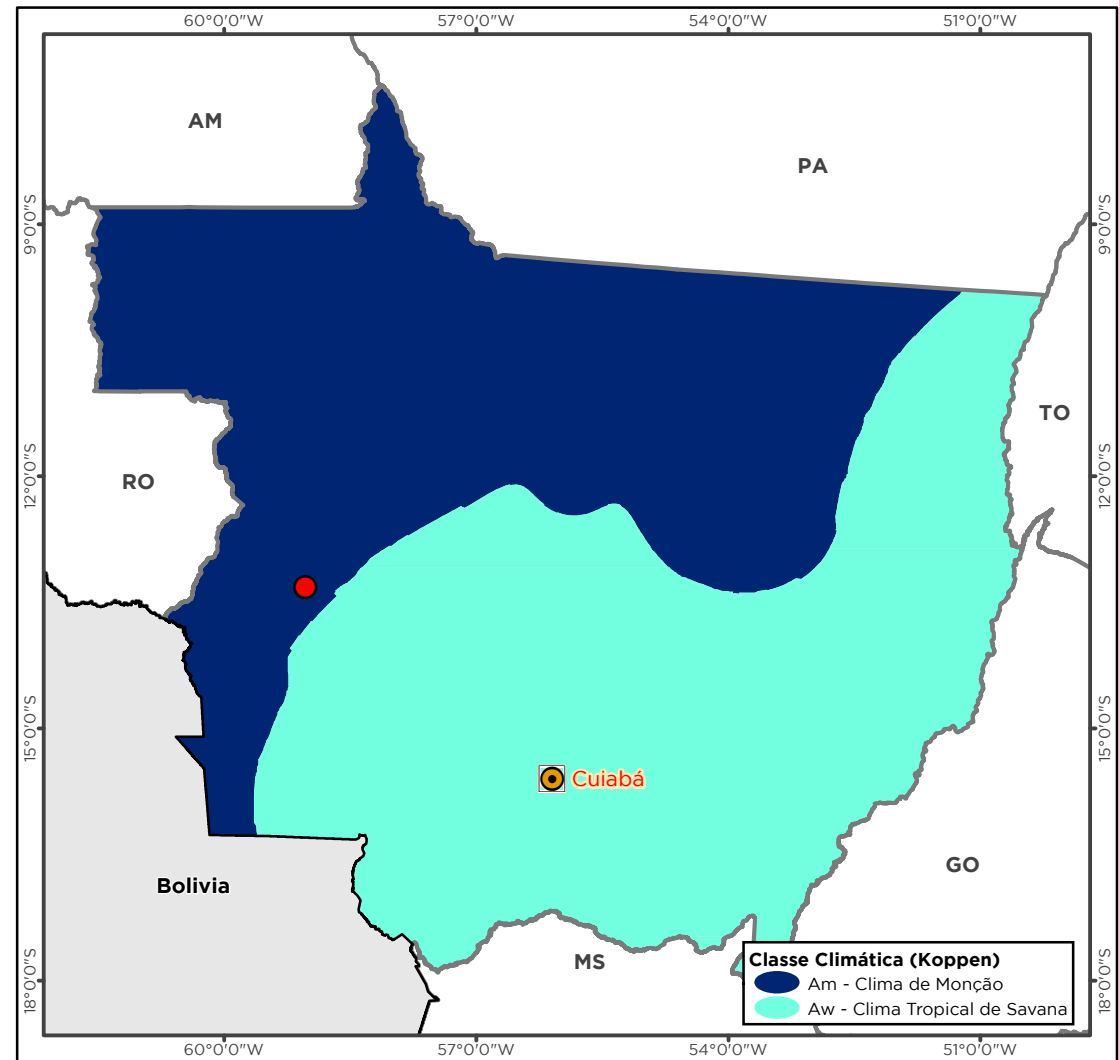 60°0'0"W 57°0'0"W 54°0'0"W 51°0'0"W
AM
PA
9°0'0"S 9°0'0"S
TO
12°0'0"S 12°0'0"S
RO
15°0'0"S 15°0'0"S
Cuiabá
GO
Bolivia
MS
Classe Climática (Koppen)
Am - Clima de Monção
Aw - Clima Tropical de Savana
18°0'0"S 18°0'0"S
60°0'0"W 57°0'0"W 54°0'0"W 51°0'0"W